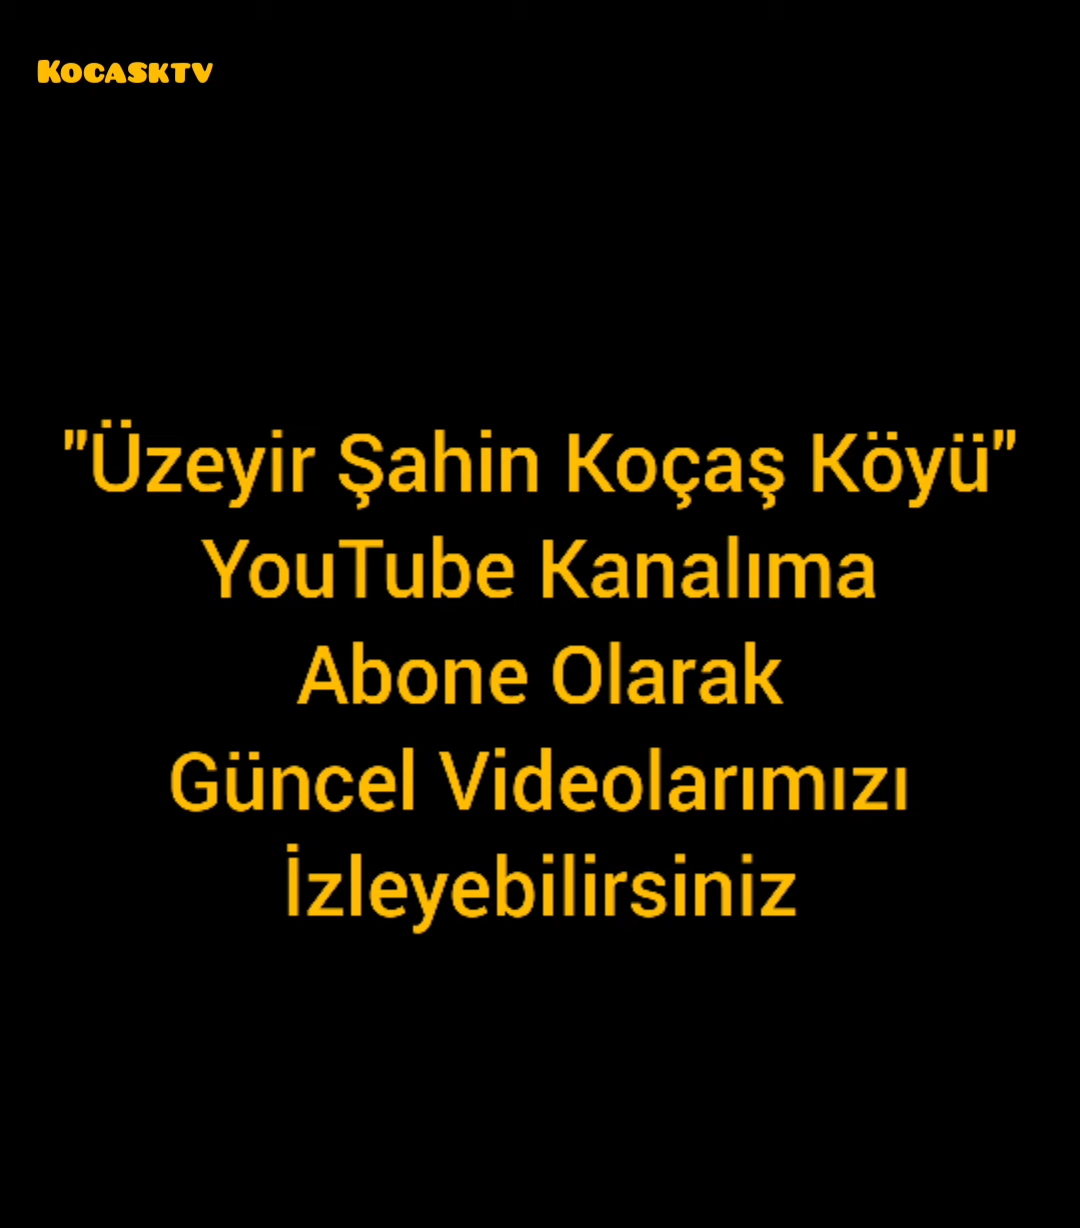 Kocasktv
"Üzeyir Şahin Koçaş Köyü"
YouTube Kanalıma
Abone Olarak
Güncel Videolarımızı
İzleyebilirsiniz